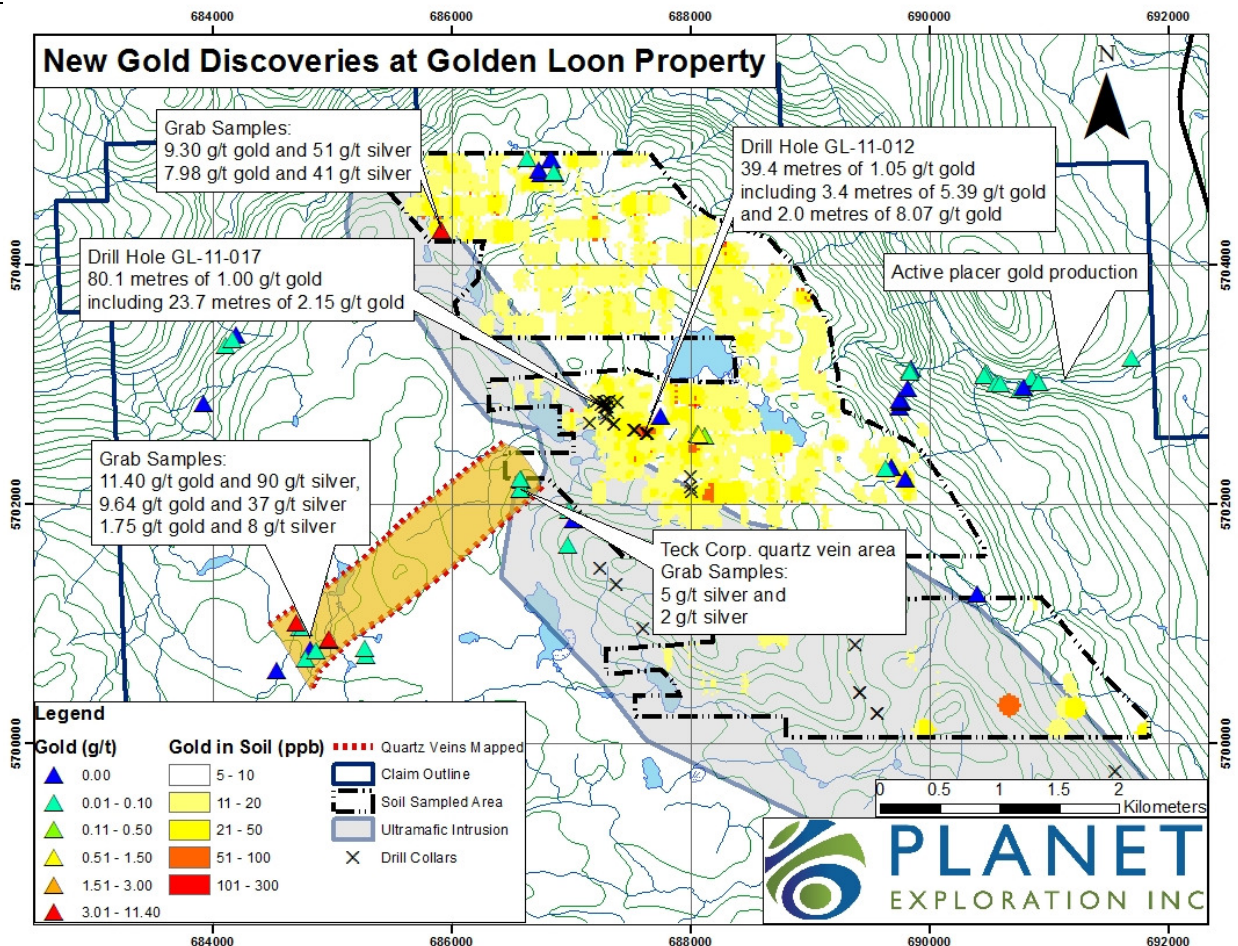 684000 686000 688000 690000 692000
New Gold Discoveries at Golden Loon Property
N
Grab Samples:
9.30 g/t gold and 51 g/t silver
7.98 g/t gold and 41 g/t silver
Drill Hole GL-11-012
39.4 metres of 1.05 g/t gold
including 3.4 metres of 5.39 g/t gold
and 2.0 metres of 8.07 g/t gold
Drill Hole GL-11-017
80.1 metres of 1.00 g/t gold
including 23.7 metres of 2.15 g/t gold
Active placer gold production
5704000 5704000
Grab Samples:
11.40 g/t gold and 90 g/t silver,
9.64 g/t gold and 37 g/t silver
1.75 g/t gold and 8 g/t silver
5702000 5702000
Teck Corp. quartz vein area
Grab Samples:
5 g/t silver and
2 g/t silver
5700000 5700000
Legend
Gold (g/t)
0.00
0.01 - 0.10
0.11 - 0.50
0.51 - 1.50
1.51 - 3.00
3.01 - 11.40
Gold in Soil (ppb)
5 - 10
11 - 20
21 - 50
51 - 100
101 - 300
Quartz Veins Mapped
Claim Outline
Soil Sampled Area
Ultramafic Intrusion
Drill Collars
0 0.5 1 1.5 2
Kilometers
PLANET
EXPLORATION INC
684000 686000 688000 690000 692000